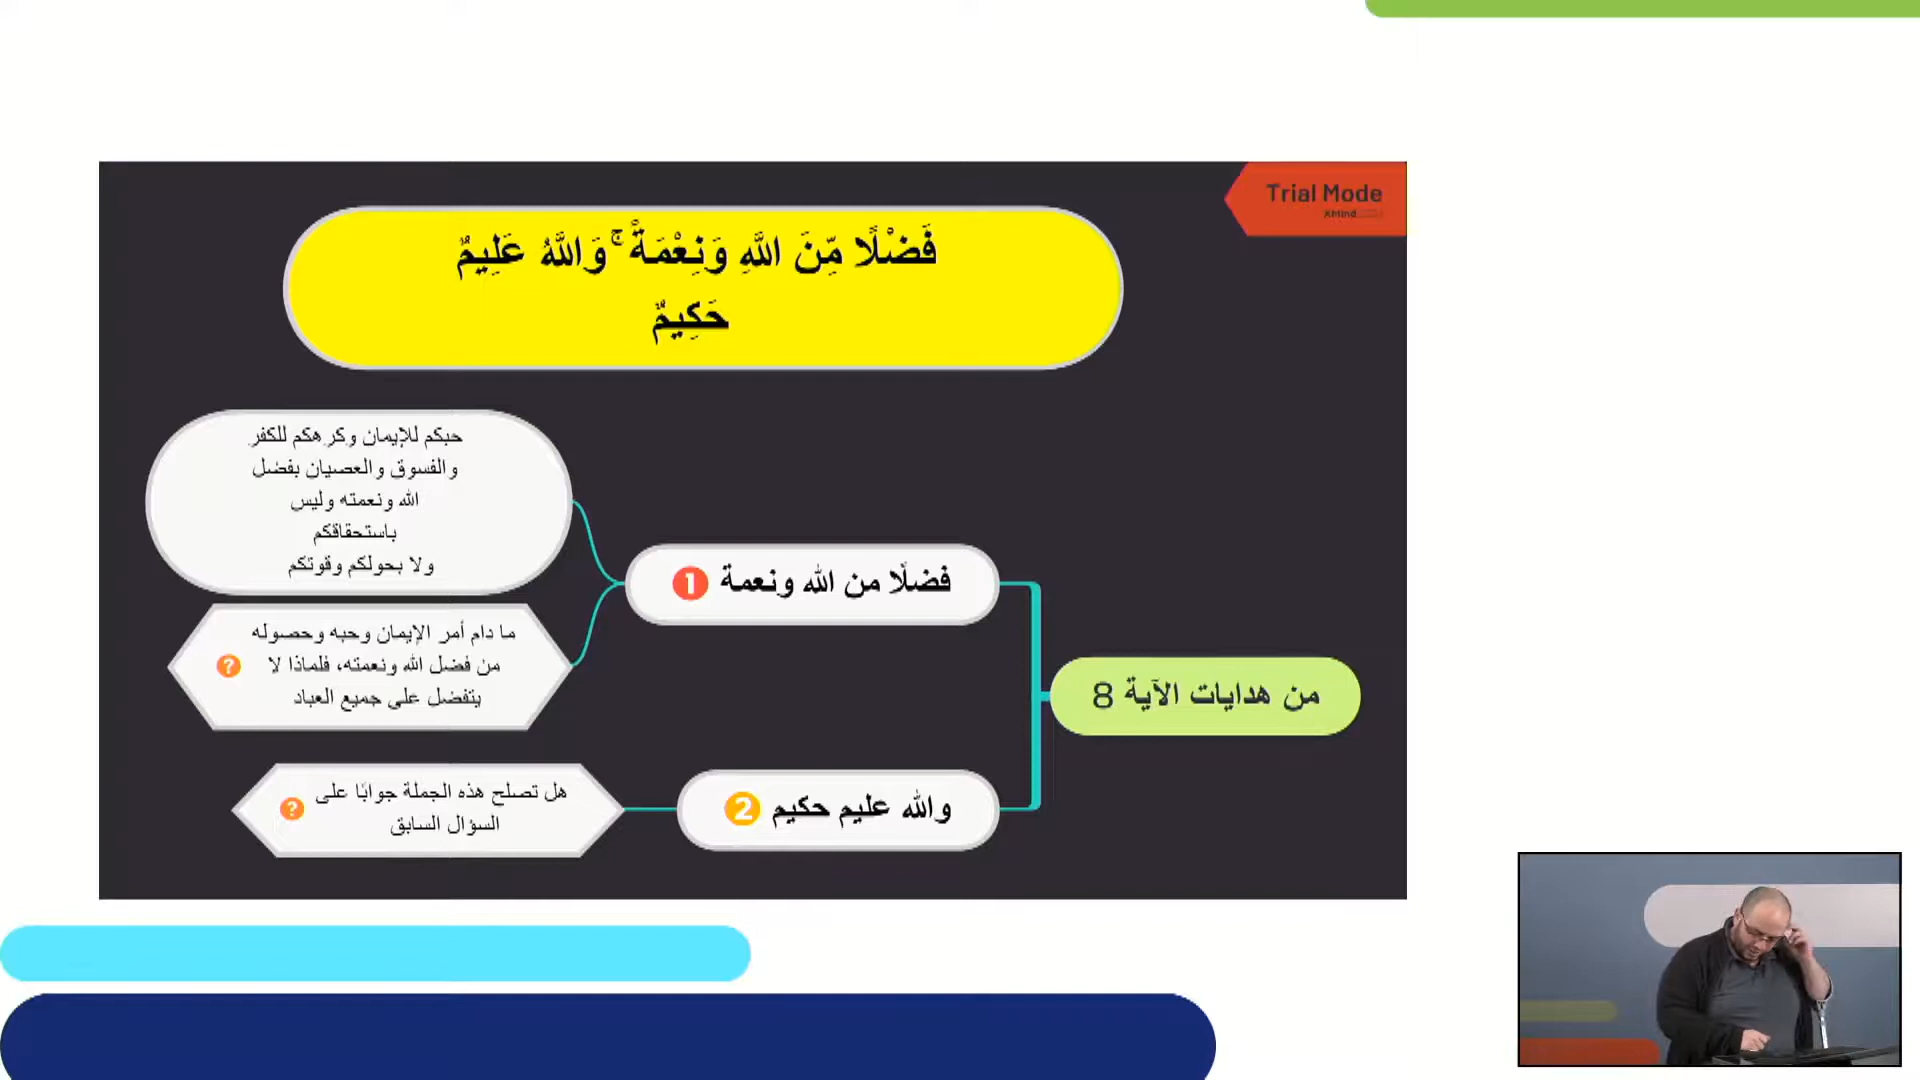 Trial Mode
فَضْلًا مِّنَ اللَّهِ وَنِعْمَةً ۚ وَاللَّهُ عَلِيمٌ
حَكِيمٌ
من هدايات الآية 8
فضلًا من الله ونعمة 1
حبكم للإيمان وكرهكم للكفر
والفسوق والعصيان بفضل
الله ونعمته وليس
باستحقاقكم
ولا بحولكم وقوتكم
ما دام أمر الإيمان وحبه وحصوله
من فضل الله ونعمته، فلماذا لا ?
يتفضل على جميع العباد
والله عليم حكيم 2
هل تصلح هذه الجملة جوابًا على ?
السؤال السابق